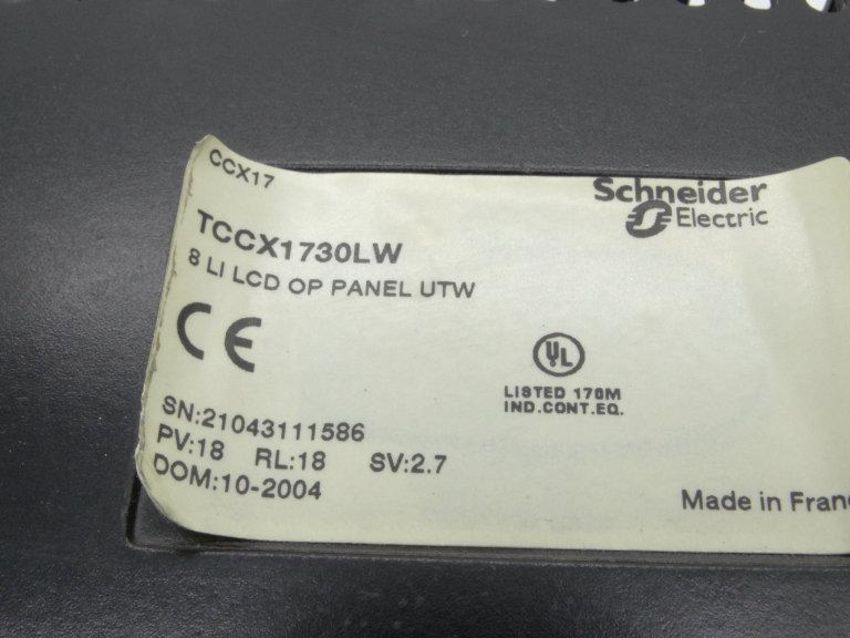 CCX17
Schneider
Electric
TCCX1730LW
8 LI LCD OP PANEL UTW
CE
UL
LISTED 170M
IND.CONT.EQ.
SN:21043111586
PV:18 RL:18 SV:2.7
DOM:10-2004
Made in Franc